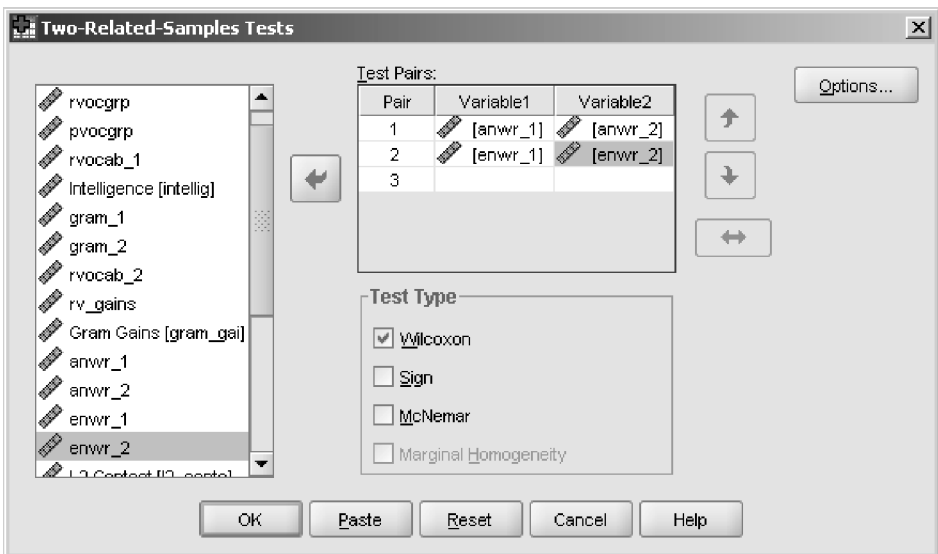 Two-Related-Samples Tests
rvocgrp
pvocgrp
rvocab_1
Intelligence [intellig]
gram_1
gram_2
rvocab_2
rv_gains
Gram Gains [gram_gai]
anwr_1
anwr_2
enwr_1
enwr_2
Test Pairs:
Pair Variable1 Variable2
1 [anwr_1] [anwr_2]
2 [enwr_1] [enwr_2]
3
Options...
Test Type
Wilcoxon
Sign
McNemar
Marginal Homogeneity
OK Paste Reset Cancel Help